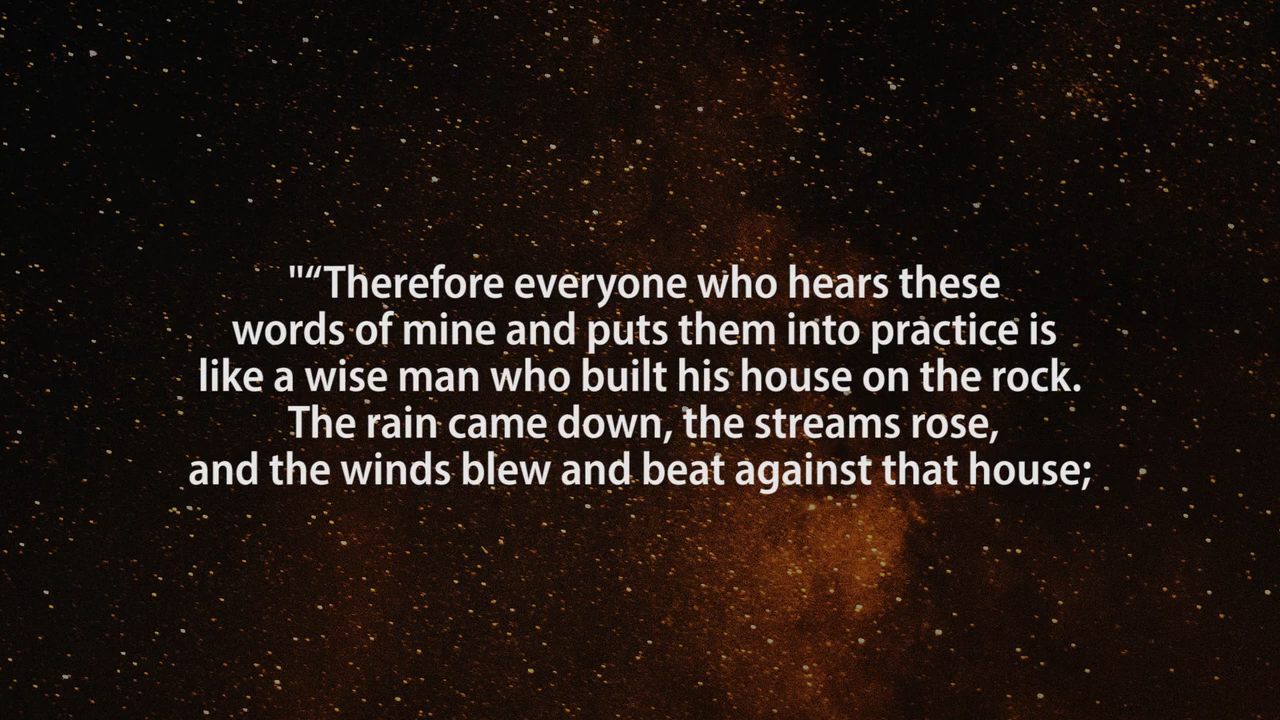 "“Therefore everyone who hears these
words of mine and puts them into practice is
like a wise man who built his house on the rock.
The rain came down, the streams rose,
and the winds blew and beat against that house;